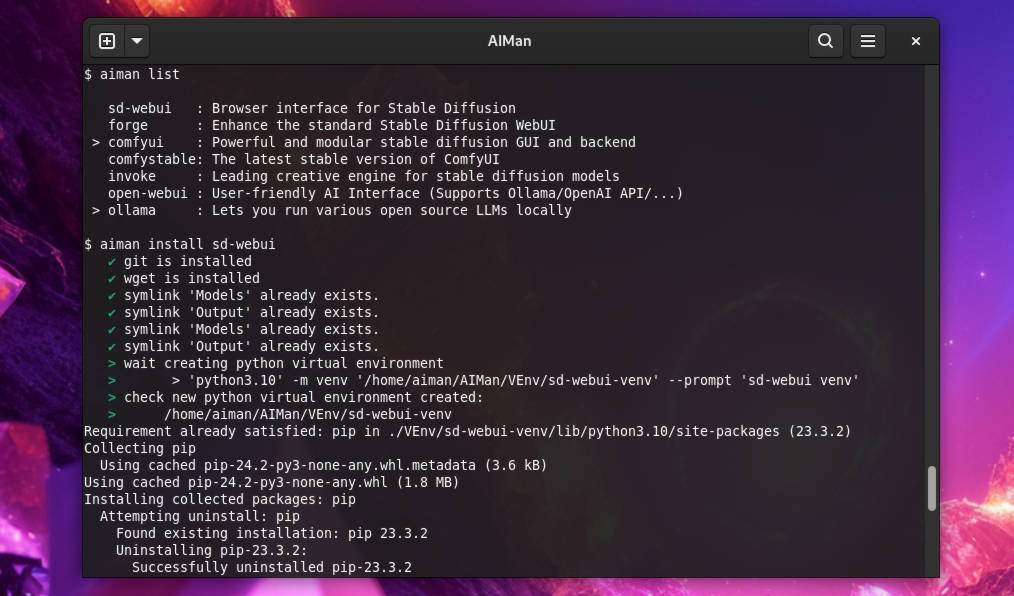 AIMan
$ aiman list
sd-webui : Browser interface for Stable Diffusion
forge : Enhance the standard Stable Diffusion WebUI
> comfyui : Powerful and modular stable diffusion GUI and backend
comfystable: The latest stable version of ComfyUI
invoke : Leading creative engine for stable diffusion models
open-webui : User-friendly AI Interface (Supports Ollama/OpenAI API/...)
> ollama : Lets you run various open source LLMs locally
$ aiman install sd-webui
✔ git is installed
✔ wget is installed
✔ symlink 'Models' already exists.
✔ symlink 'Output' already exists.
✔ symlink 'Models' already exists.
✔ symlink 'Output' already exists.
> wait creating python virtual environment
> > 'python3.10' -m venv '/home/aiman/AIMan/VEnv/sd-webui-venv' --prompt 'sd-webui venv'
> check new python virtual environment created:
> /home/aiman/AIMan/VEnv/sd-webui-venv
Requirement already satisfied: pip in ./VEnv/sd-webui-venv/lib/python3.10/site-packages (23.3.2)
Collecting pip
Using cached pip-24.2-py3-none-any.whl.metadata (3.6 kB)
Using cached pip-24.2-py3-none-any.whl (1.8 MB)
Installing collected packages: pip
Attempting uninstall: pip
Found existing installation: pip 23.3.2
Uninstalling pip-23.3.2:
Successfully uninstalled pip-23.3.2